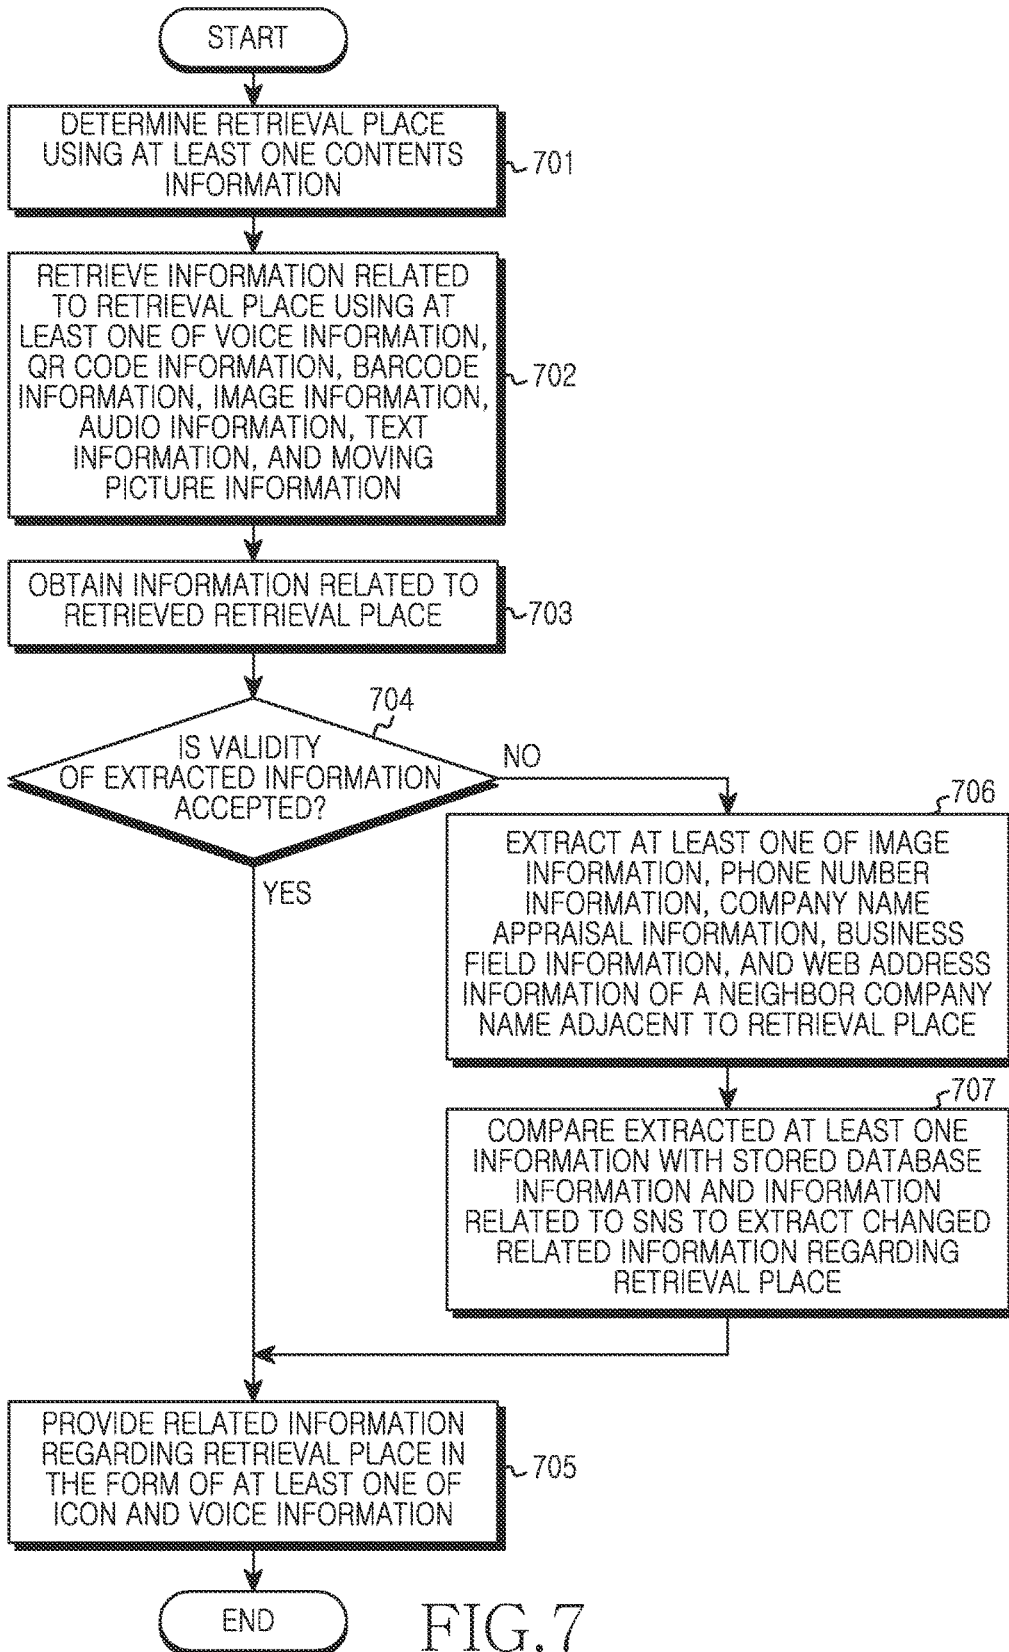 START
DETERMINE RETRIEVAL PLACE
USING AT LEAST ONE CONTENTS
INFORMATION
701
RETRIEVE INFORMATION RELATED
TO RETRIEVAL PLACE USING AT
LEAST ONE OF VOICE INFORMATION,
QR CODE INFORMATION, BARCODE
INFORMATION, IMAGE INFORMATION,
AUDIO INFORMATION, TEXT
INFORMATION, AND MOVING
PICTURE INFORMATION
702
OBTAIN INFORMATION RELATED TO
RETRIEVED RETRIEVAL PLACE
703
704
IS VALIDITY
OF EXTRACTED INFORMATION
ACCEPTED?
NO
YES
706
EXTRACT AT LEAST ONE OF IMAGE
INFORMATION, PHONE NUMBER
INFORMATION, COMPANY NAME
APPRAISAL INFORMATION, BUSINESS
FIELD INFORMATION, AND WEB ADDRESS
INFORMATION OF A NEIGHBOR COMPANY
NAME ADJACENT TO RETRIEVAL PLACE
707
COMPARE EXTRACTED AT LEAST ONE
INFORMATION WITH STORED DATABASE
INFORMATION AND INFORMATION
RELATED TO SNS TO EXTRACT CHANGED
RELATED INFORMATION REGARDING
RETRIEVAL PLACE
PROVIDE RELATED INFORMATION
REGARDING RETRIEVAL PLACE IN
THE FORM OF AT LEAST ONE OF
ICON AND VOICE INFORMATION
705
END
FIG.7